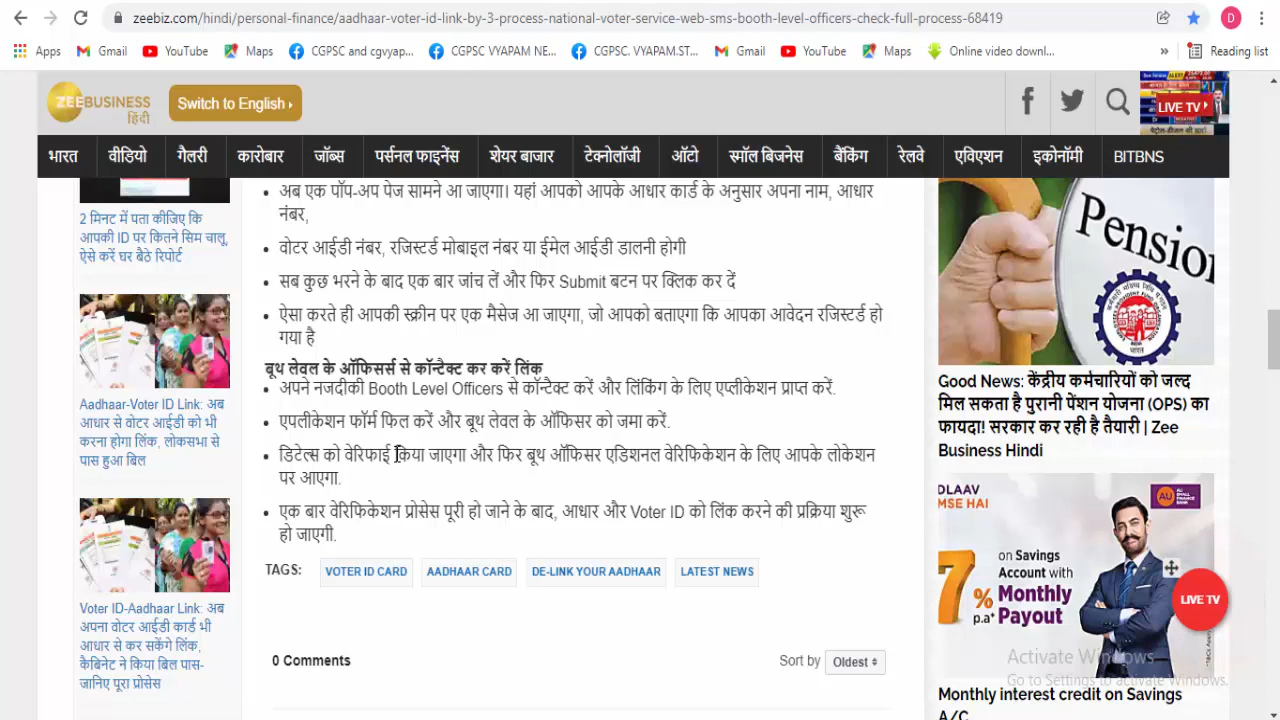 zeebiz.com/hindi/personal-finance/aadhaar-voter-id-link-by-3-process-national-voter-service-web-sms-booth-level-officers-check-full-process-68419
D
Apps
Gmail
YouTube
Maps
CGPSC and cgvyap...
CGPSC VYAPAM NE...
CGPSC. VYAPAM.ST...
Gmail
YouTube
Maps
Online video downl...
»
Reading list
ZEEBUSINESS
हिंदी
Switch to English
LIVE TV
भारत
वीडियो
गैलरी
कारोबार
जॉब्स
पर्सनल फाइनेंस
शेयर बाजार
टेक्नोलॉजी
ऑटो
स्मॉल बिजनेस
बैंकिंग
रेलवे
एविएशन
इकोनॉमी
BITBNS
2 मिनट में पता कीजिए कि
आपकी ID पर कितने सिम चालू,
ऐसे करें घर बैठे रिपोर्ट
Aadhaar-Voter ID Link: अब
आधार से वोटर आईडी को भी
करना होगा लिंक, लोकसभा से
पास हुआ बिल
Voter ID-Aadhaar Link: अब
अपना वोटर आईडी कार्ड भी
आधार से कर सकेंगे लिंक,
कैबिनेट ने किया बिल पास-
जानिए पूरा प्रोसेस
अब एक पॉप-अप पेज सामने आ जाएगा। यहां आपको आपके आधार कार्ड के अनुसार अपना नाम, आधार
नंबर,
वोटर आईडी नंबर, रजिस्टर्ड मोबाइल नंबर या ईमेल आईडी डालनी होगी
सब कुछ भरने के बाद एक बार जांच लें और फिर Submit बटन पर क्लिक कर दें
ऐसा करते ही आपकी स्क्रीन पर एक मैसेज आ जाएगा, जो आपको बताएगा कि आपका आवेदन रजिस्टर्ड हो
गया है
बूथ लेवल के ऑफिसर्स से कॉन्टैक्ट कर करें लिंक
अपने नजदीकी Booth Level Officers से कॉन्टैक्ट करें और लिंकिंग के लिए एप्लीकेशन प्राप्त करें.
एपलीकेशन फॉर्म फिल करें और बूथ लेवल के ऑफिसर को जमा करें.
डिटेल्स को वेरिफाई किया जाएगा और फिर बूथ ऑफिसर एडिशनल वेरिफिकेशन के लिए आपके लोकेशन
पर आएगा.
एक बार वेरिफिकेशन प्रोसेस पूरी हो जाने के बाद, आधार और Voter ID को लिंक करने की प्रक्रिया शुरू
हो जाएगी.
TAGS:
VOTER ID CARD
AADHAAR CARD
DE-LINK YOUR AADHAAR
LATEST NEWS
0 Comments
Sort by
Oldest
Pension
Good News: केंद्रीय कर्मचारियों को जल्द
मिल सकता है पुरानी पेंशन योजना (OPS) का
फायदा! सरकार कर रही है तैयारी | Zee
Business Hindi
DLAAV
MSE HAI
AU
SMALL FINANCE BANK
7%
p.a*
on Savings
Account with
Monthly
Payout
LIVE TV
Activate Windows
Go to Settings to activate Windows.
Monthly interest credit on Savings
A/C